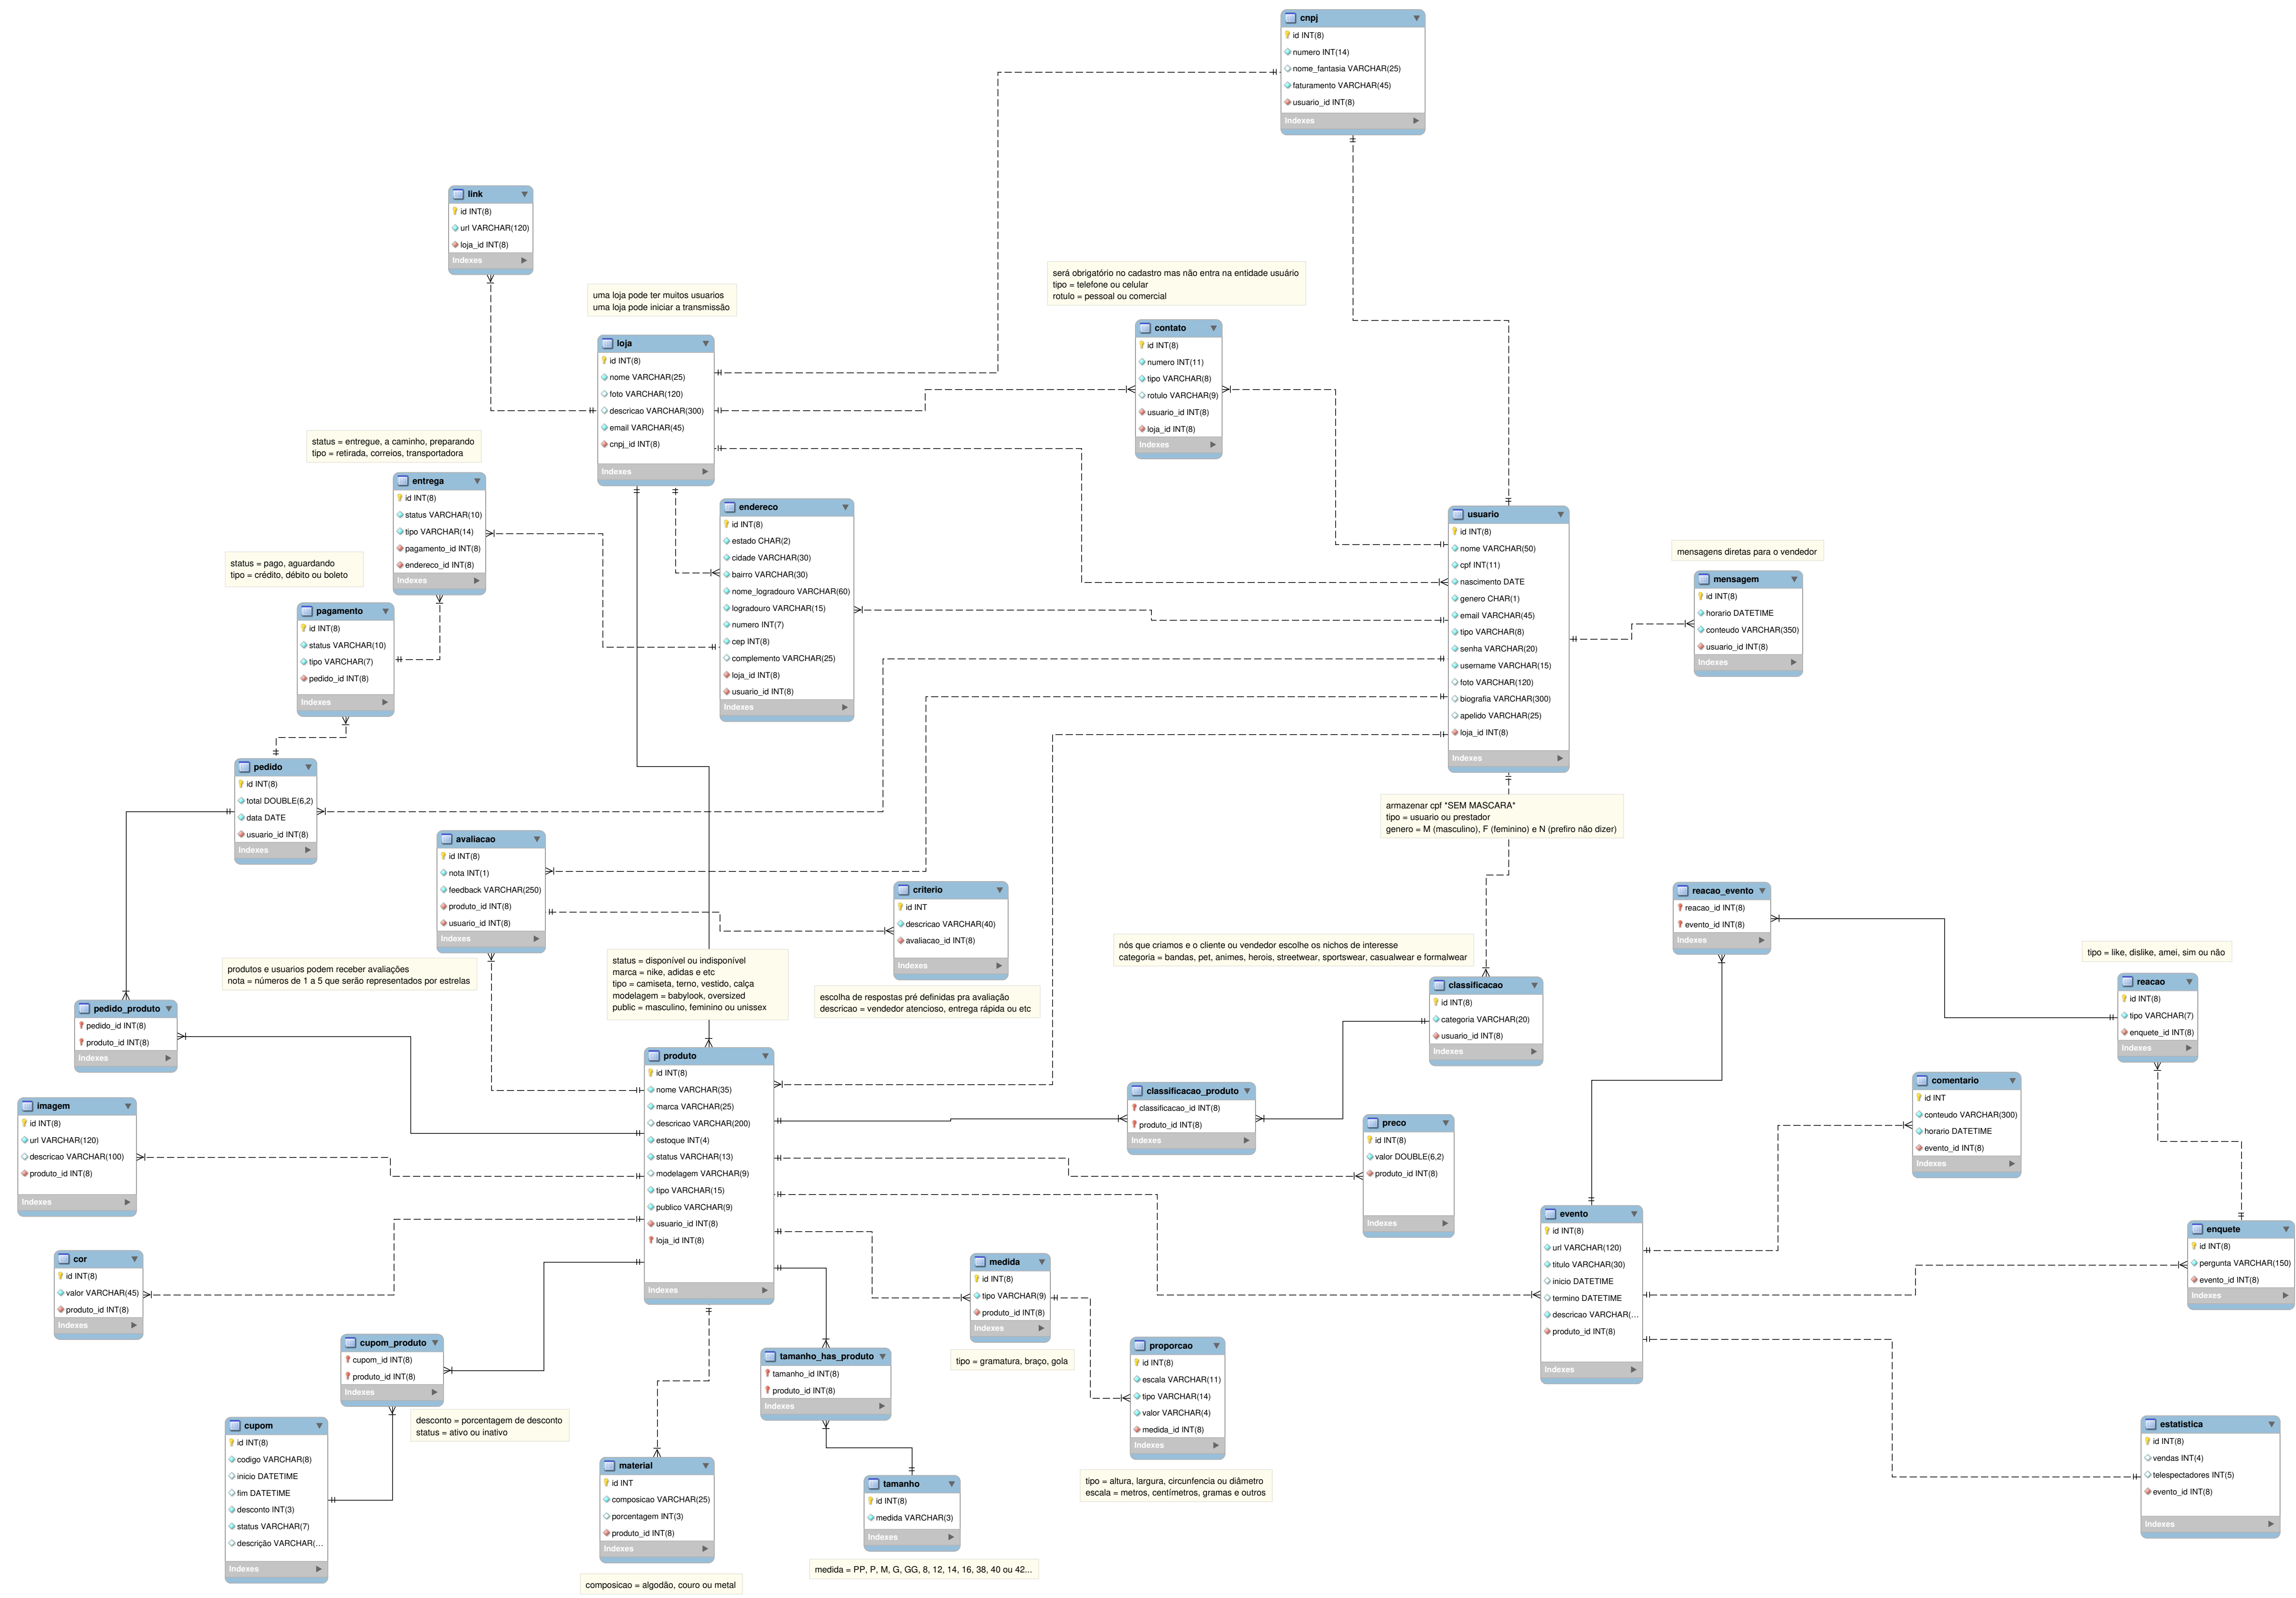 cnpj
id INT(8)
numero INT(14)
nome_fantasia VARCHAR(25)
faturamento VARCHAR(45)
usuario_id INT(8)
Indexes
link
id INT(8)
url VARCHAR(120)
loja_id INT(8)
Indexes
uma loja pode ter muitos usuarios
uma loja pode iniciar a transmissão
será obrigatório no cadastro mas não entra na entidade usuário
tipo = telefone ou celular
rotulo = pessoal ou comercial
contato
id INT(8)
numero INT(11)
tipo VARCHAR(8)
rotulo VARCHAR(9)
usuario_id INT(8)
loja_id INT(8)
Indexes
loja
id INT(8)
nome VARCHAR(25)
foto VARCHAR(120)
descricao VARCHAR(300)
email VARCHAR(45)
cnpj_id INT(8)
Indexes
status = entregue, a caminho, preparando
tipo = retirada, correios, transportadora
entrega
id INT(8)
status VARCHAR(10)
tipo VARCHAR(14)
pagamento_id INT(8)
endereco_id INT(8)
Indexes
endereco
id INT(8)
estado CHAR(2)
cidade VARCHAR(30)
bairro VARCHAR(30)
nome_logradouro VARCHAR(60)
logradouro VARCHAR(15)
numero INT(7)
cep INT(8)
complemento VARCHAR(25)
loja_id INT(8)
usuario_id INT(8)
Indexes
usuario
id INT(8)
nome VARCHAR(50)
cpf INT(11)
nascimento DATE
genero CHAR(1)
email VARCHAR(45)
tipo VARCHAR(8)
senha VARCHAR(20)
username VARCHAR(15)
foto VARCHAR(120)
biografia VARCHAR(300)
apelido VARCHAR(25)
loja_id INT(8)
Indexes
mensagens diretas para o vendedor
mensagem
id INT(8)
horario DATETIME
conteudo VARCHAR(350)
usuario_id INT(8)
Indexes
status = pago, aguardando
tipo = crédito, débito ou boleto
pagamento
id INT(8)
status VARCHAR(10)
tipo VARCHAR(7)
pedido_id INT(8)
Indexes
pedido
id INT(8)
total DOUBLE(6,2)
data DATE
usuario_id INT(8)
Indexes
armazenar cpf *SEM MASCARA*
tipo = usuario ou prestador
genero = M (masculino), F (feminino) e N (prefiro não dizer)
avaliacao
id INT(8)
nota INT(1)
feedback VARCHAR(250)
produto_id INT(8)
usuario_id INT(8)
Indexes
criterio
id INT
descricao VARCHAR(40)
avaliacao_id INT(8)
Indexes
escolha de respostas pré definidas pra avaliação
descricao = vendedor atencioso, entrega rápida ou etc
reacao_evento
reacao_id INT(8)
evento_id INT(8)
Indexes
tipo = like, dislike, amei, sim ou não
reacao
id INT(8)
tipo VARCHAR(7)
enquete_id INT(8)
Indexes
nós que criamos e o cliente ou vendedor escolhe os nichos de interesse
categoria = bandas, pet, animes, herois, streetwear, sportswear, casualwear e formalwear
classificacao
id INT(8)
categoria VARCHAR(20)
usuario_id INT(8)
Indexes
produtos e usuarios podem receber avaliações
nota = números de 1 a 5 que serão representados por estrelas
status = disponível ou indisponível
marca = nike, adidas e etc
tipo = camiseta, terno, vestido, calça
modelagem = babylook, oversized
public = masculino, feminino ou unissex
pedido_produto
pedido_id INT(8)
produto_id INT(8)
Indexes
produto
id INT(8)
nome VARCHAR(35)
marca VARCHAR(25)
descricao VARCHAR(200)
estoque INT(4)
status VARCHAR(13)
modelagem VARCHAR(9)
tipo VARCHAR(15)
publico VARCHAR(9)
usuario_id INT(8)
loja_id INT(8)
Indexes
classificacao_produto
classificacao_id INT(8)
produto_id INT(8)
Indexes
preco
id INT(8)
valor DOUBLE(6,2)
produto_id INT(8)
Indexes
comentario
id INT
conteudo VARCHAR(300)
horario DATETIME
evento_id INT(8)
Indexes
imagem
id INT(8)
url VARCHAR(120)
descricao VARCHAR(100)
produto_id INT(8)
Indexes
evento
id INT(8)
url VARCHAR(120)
titulo VARCHAR(30)
inicio DATETIME
termino DATETIME
descricao VARCHAR(...
produto_id INT(8)
Indexes
enquete
id INT(8)
pergunta VARCHAR(150)
evento_id INT(8)
Indexes
cor
id INT(8)
valor VARCHAR(45)
produto_id INT(8)
Indexes
medida
id INT(8)
tipo VARCHAR(9)
produto_id INT(8)
Indexes
tipo = gramatura, braço, gola
cupom_produto
cupom_id INT(8)
produto_id INT(8)
Indexes
desconto = porcentagem de desconto
status = ativo ou inativo
tamanho_has_produto
tamanho_id INT(8)
produto_id INT(8)
Indexes
proporcao
id INT(8)
escala VARCHAR(11)
tipo VARCHAR(14)
valor VARCHAR(4)
medida_id INT(8)
Indexes
tipo = altura, largura, circunfencia ou diâmetro
escala = metros, centímetros, gramas e outros
cupom
id INT(8)
codigo VARCHAR(8)
inicio DATETIME
fim DATETIME
desconto INT(3)
status VARCHAR(7)
descrição VARCHAR(...
Indexes
material
id INT
composicao VARCHAR(25)
porcentagem INT(3)
produto_id INT(8)
Indexes
composicao = algodão, couro ou metal
tamanho
id INT(8)
medida VARCHAR(3)
Indexes
medida = PP, P, M, G, GG, 8, 12, 14, 16, 38, 40 ou 42...
estatistica
id INT(8)
vendas INT(4)
telespectadores INT(5)
evento_id INT(8)
Indexes